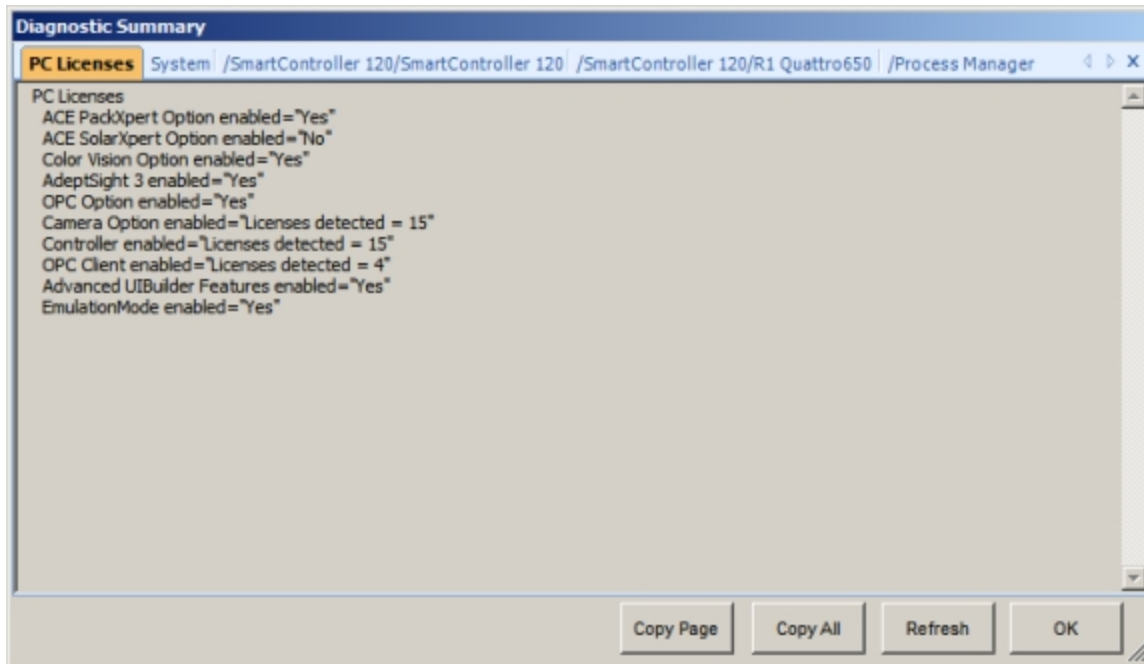 Diagnostic Summary
PC Licenses System /SmartController 120/SmartController 120 /SmartController 120/R1 Quattro650 /Process Manager
PC Licenses
ACE PackXpert Option enabled="Yes"
ACE SolarXpert Option enabled="No"
Color Vision Option enabled="Yes"
AdeptSight 3 enabled="Yes"
OPC Option enabled="Yes"
Camera Option enabled="Licenses detected = 15"
Controller enabled="Licenses detected = 15"
OPC Client enabled="Licenses detected = 4"
Advanced UIBuilder Features enabled="Yes"
EmulationMode enabled="Yes"
Copy Page Copy All Refresh OK